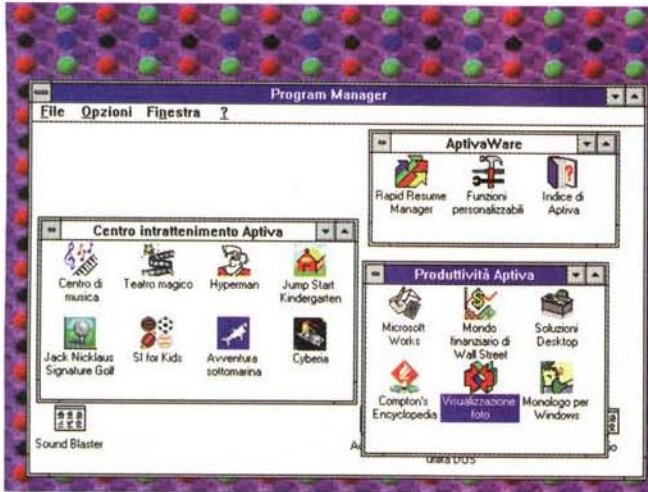 Program Manager
File Opzioni Finestra ?
AptivaWare
Rapid Resume
Manager
Funzioni
personalizzabili
Indice di
Aptiva
Centro intrattenimento Aptiva
Centro di
musica
Teatro magico
Hyperman
Jump Start
Kindergarten
Jack Nicklaus
Signature Golf
SI for Kids
Avventura
sottomarina
Cyberia
Produttività Aptiva
Microsoft
Works
Mondo
finanziario di
Wall Street
Soluzioni
Desktop
Compton's
Encyclopedia
Visualizzazione
foto
Monologo per
Windows
Sound Blaster
unità DOS